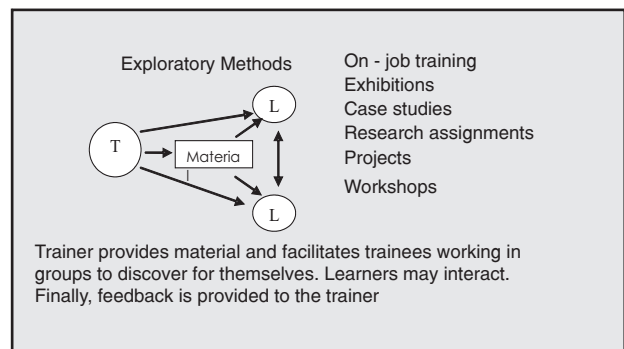 Exploratory Methods
T
L
Materia
l
L
On - job training
Exhibitions
Case studies
Research assignments
Projects
Workshops
Trainer provides material and facilitates trainees working in
groups to discover for themselves. Learners may interact.
Finally, feedback is provided to the trainer